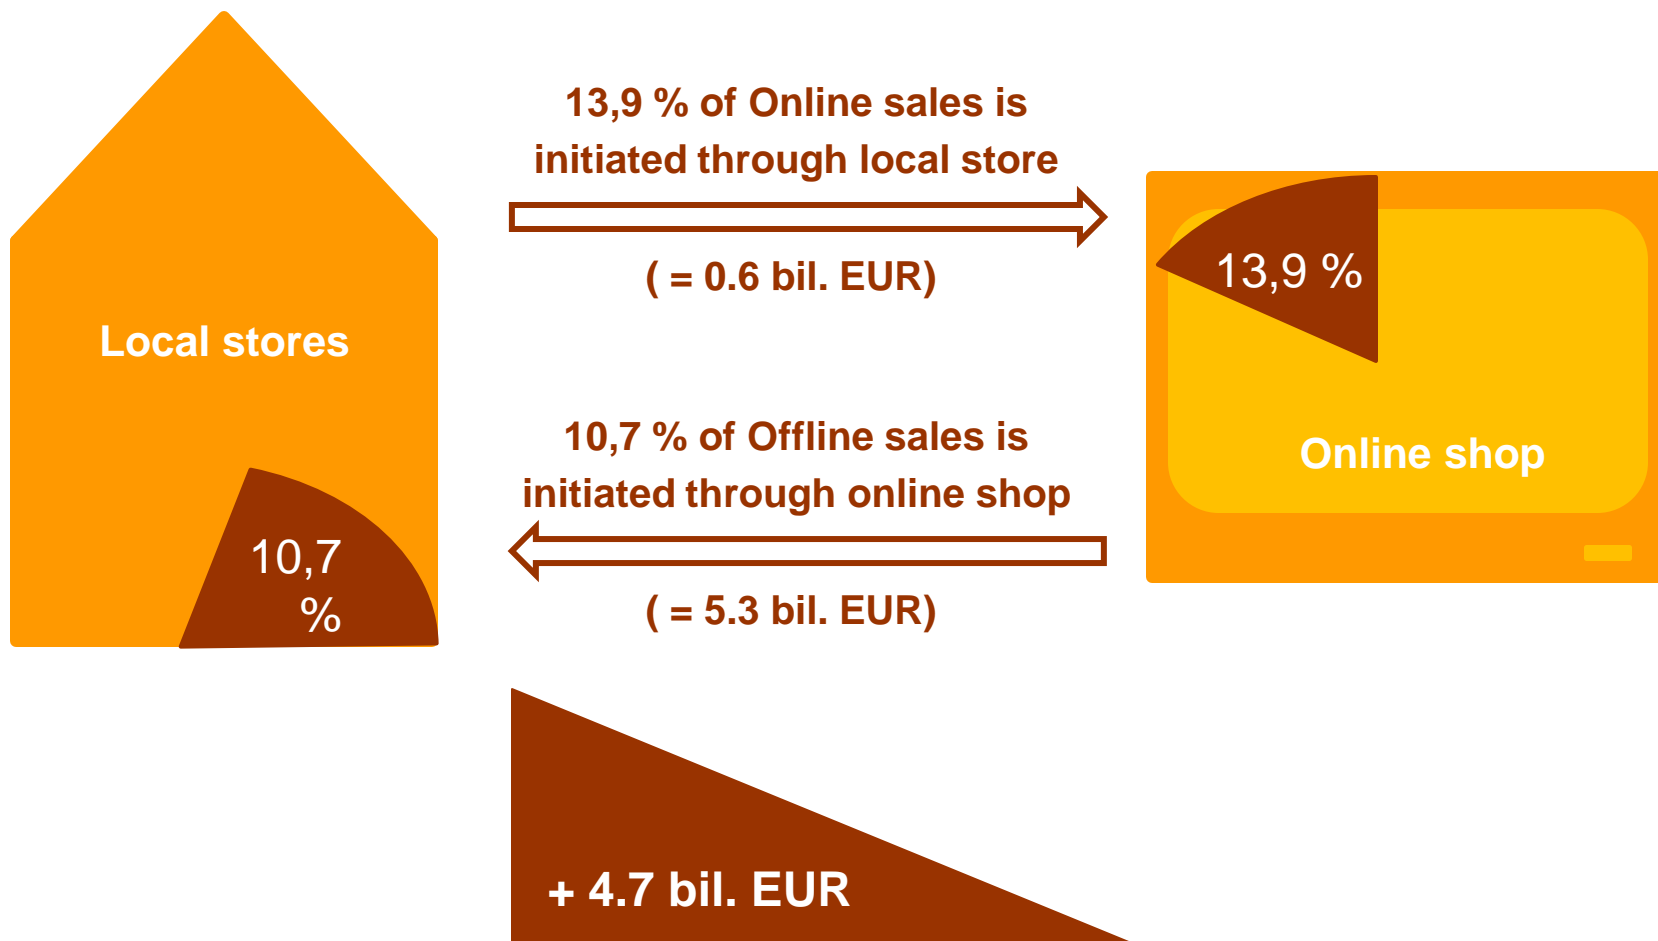 13,9 % of Online sales is
initiated through local store
( = 0.6 bil. EUR)
13,9 %
Local stores
10,7 % of Offline sales is
initiated through online shop
Online shop
10,7
%
( = 5.3 bil. EUR)
+ 4.7 bil. EUR